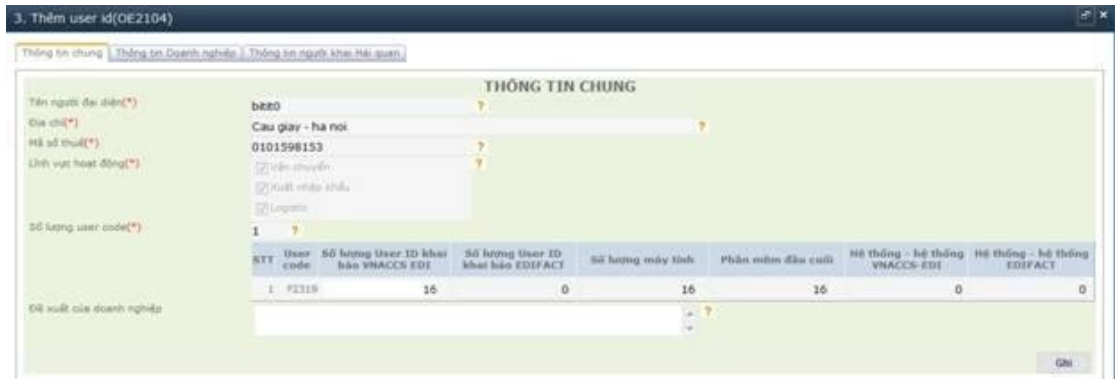 3. Thêm user id(OE2104)
Thông tin chung Thông tin Doanh nghiệp Thông tin người khai Hải quan
THÔNG TIN CHUNG
Tên người đại diện(*) ?
Địa chỉ(*) Cau giay - ha noi ?
Mã số thuế(*) 0101598153 ?
Lĩnh vực hoạt động(*) Vận chuyển ?
Xuất nhập khẩu
Logistic
Số lượng user code(*) 1 ?
STT User code Số lượng User ID khai báo VNACCS EDI Số lượng User ID khai báo EDIFACT Số lượng máy tính Phần mềm đầu cuối Hệ thống - hệ thống VNACCS-EDI Hệ thống - hệ thống EDIFACT
1 16 0 16 16 0 0
Đề xuất của doanh nghiệp ?
Ghi